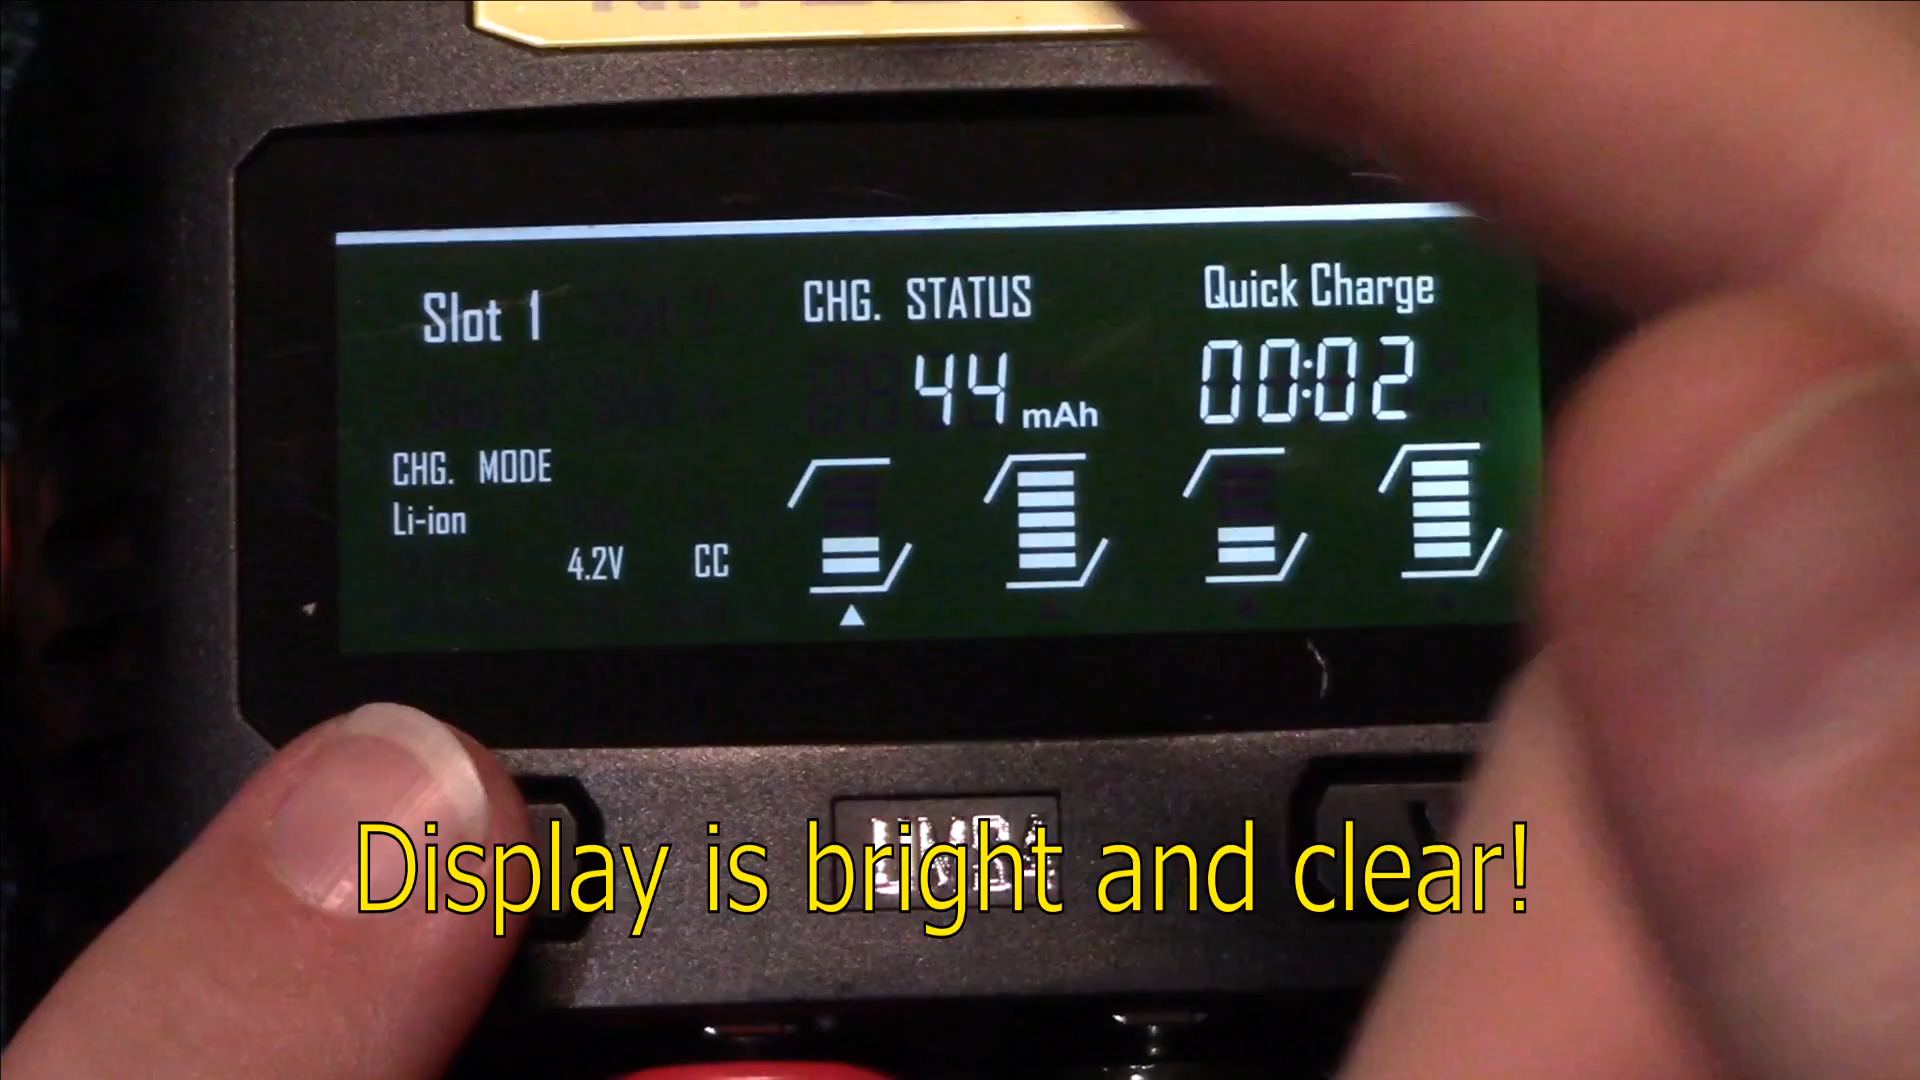 Slot 1
CHG. STATUS
Quick Charge
44 mAh
00:02
CHG. MODE
Li-ion
4.2V CC
Display is bright and clear!